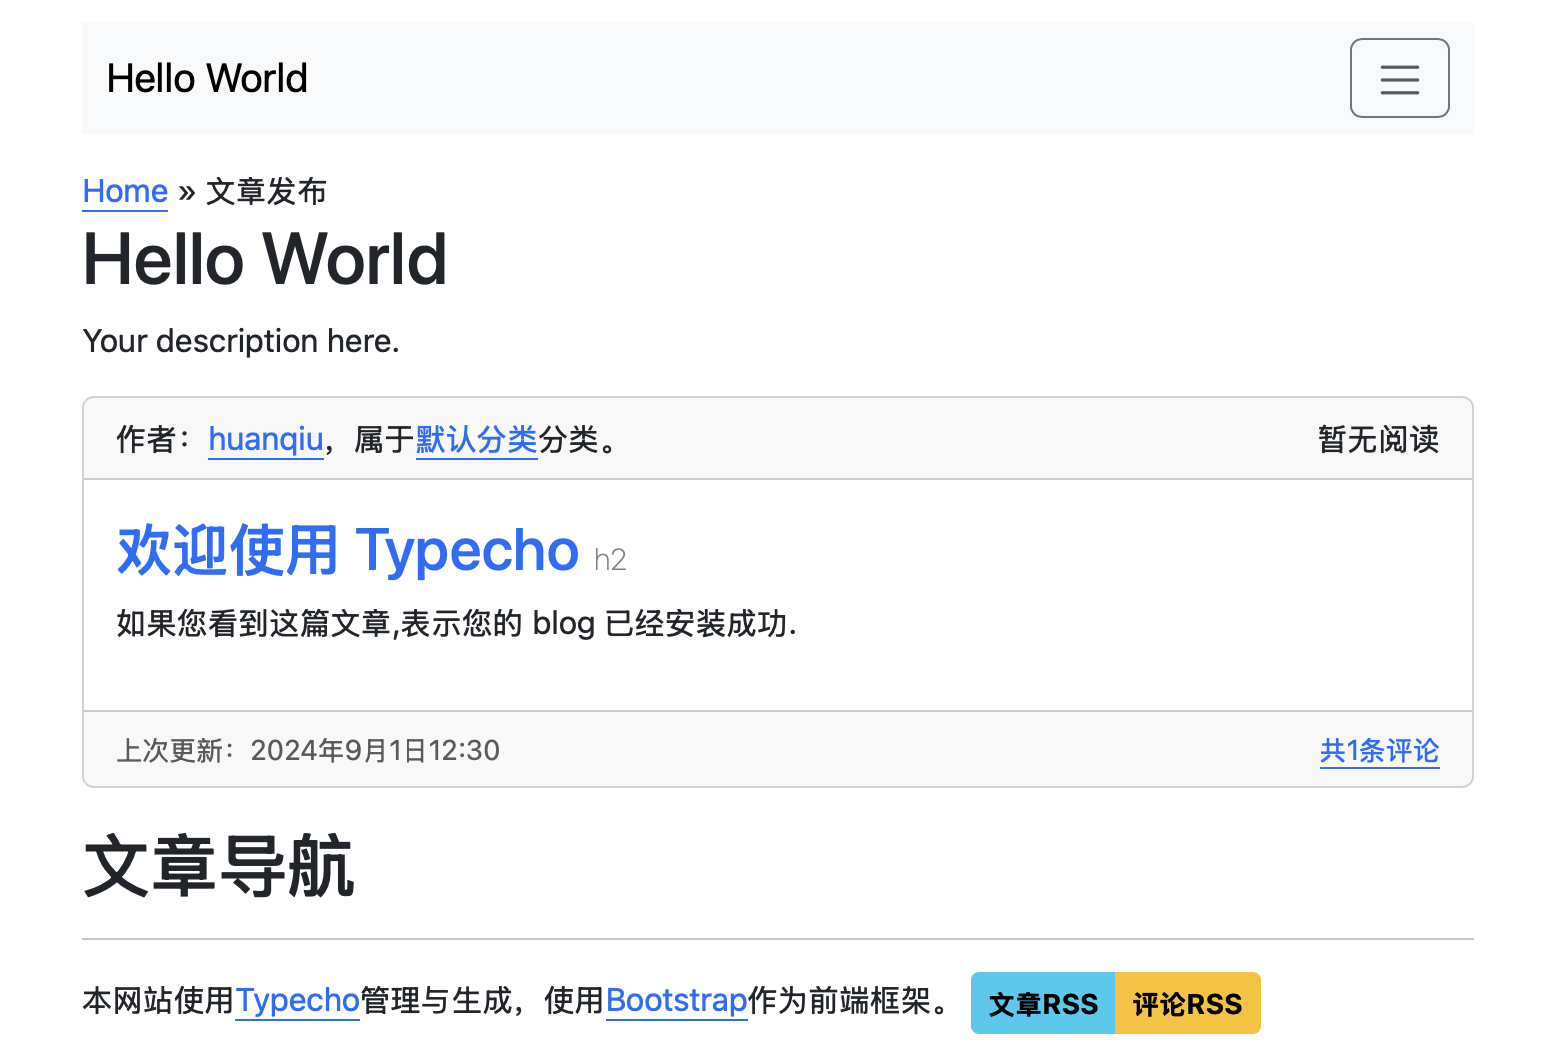 Hello World
Home » 文章发布
Hello World
Your description here.
作者：huanqiu，属于默认分类分类。 暂无阅读
欢迎使用 Typecho h2
如果您看到这篇文章,表示您的 blog 已经安装成功.
上次更新：2024年9月1日12:30 共1条评论
文章导航
本网站使用Typecho管理与生成，使用Bootstrap作为前端框架。 文章RSS 评论RSS